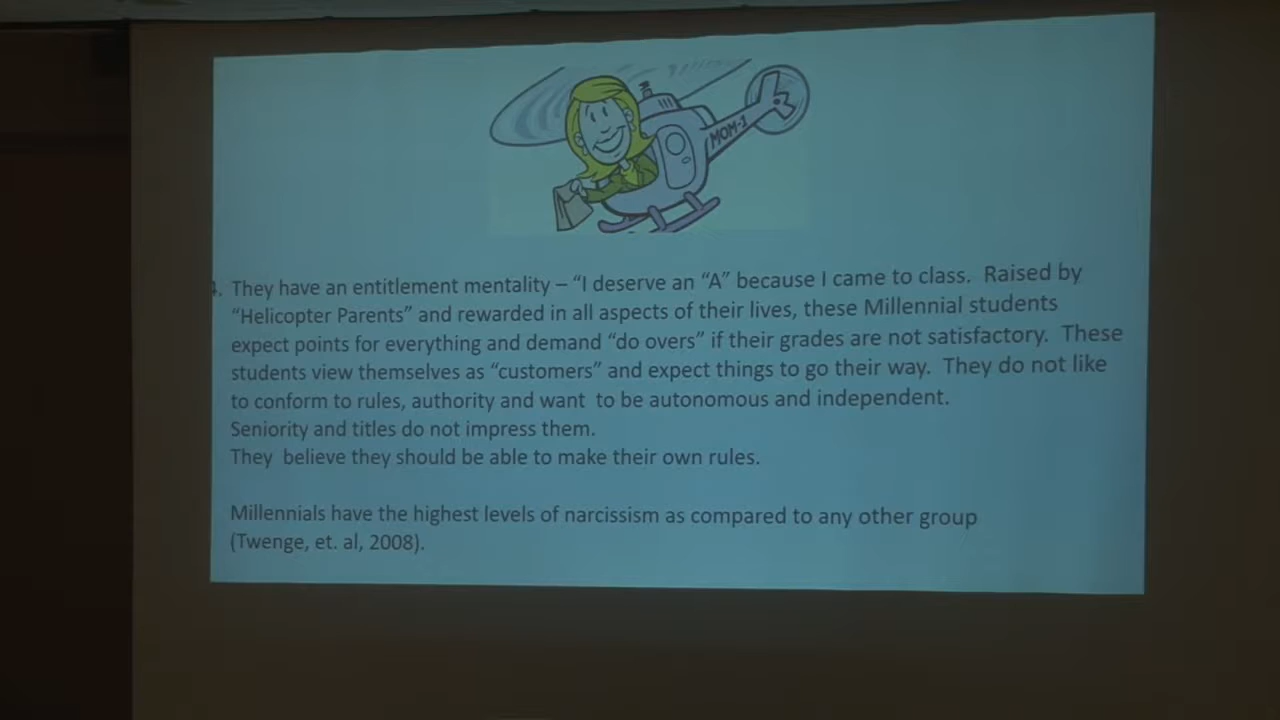 MOM-1
4. They have an entitlement mentality – “I deserve an “A” because I came to class. Raised by
“Helicopter Parents” and rewarded in all aspects of their lives, these Millennial students
expect points for everything and demand “do overs” if their grades are not satisfactory. These
students view themselves as “customers” and expect things to go their way. They do not like
to conform to rules, authority and want to be autonomous and independent.
Seniority and titles do not impress them.
They believe they should be able to make their own rules.
Millennials have the highest levels of narcissism as compared to any other group
(Twenge, et. al, 2008).